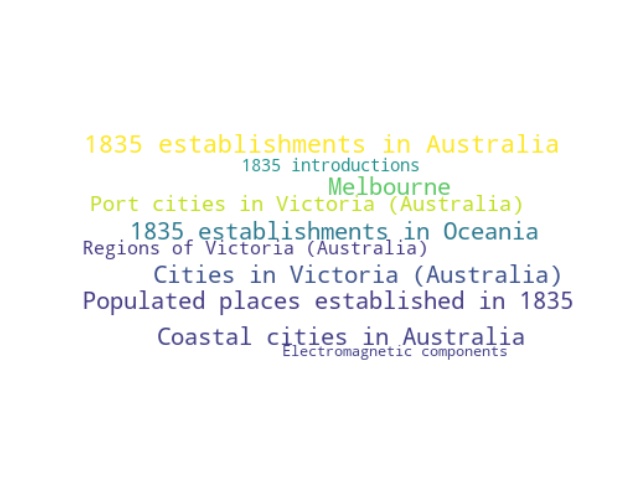 1835 establishments in Australia
1835 introductions
Melbourne
Port cities in Victoria (Australia)
1835 establishments in Oceania
Regions of Victoria (Australia)
Cities in Victoria (Australia)
Populated places established in 1835
Coastal cities in Australia
Electromagnetic components